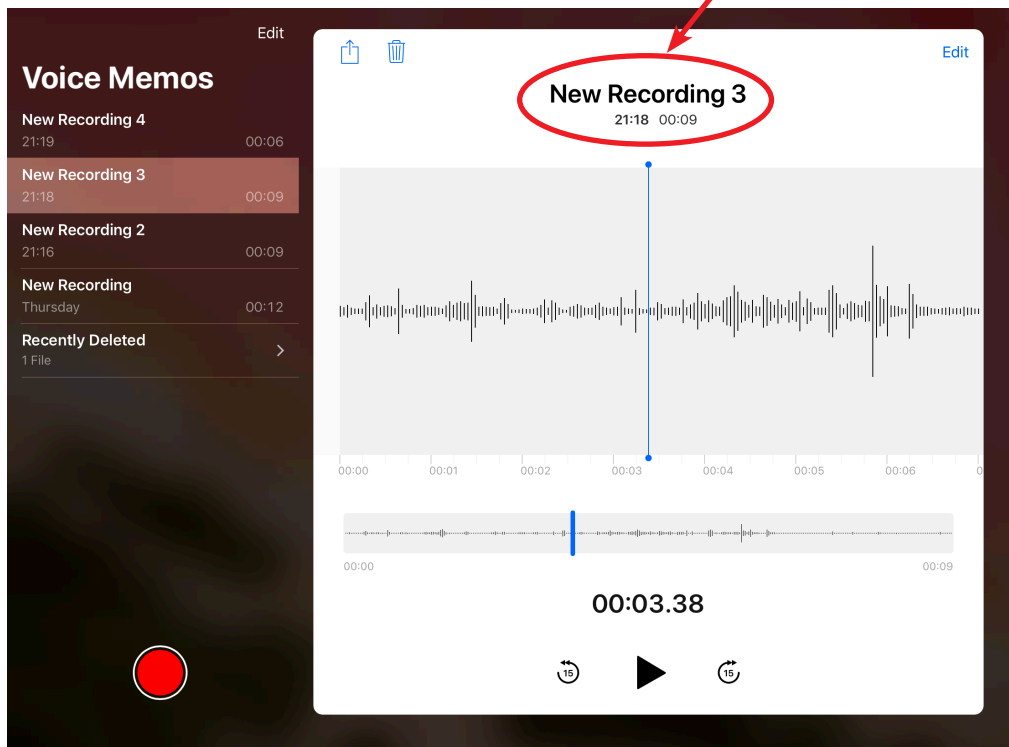 Edit
Voice Memos
New Recording 4
21:19 00:06
New Recording 3
21:18 00:09
New Recording 2
21:16 00:09
New Recording
Thursday 00:12
Recently Deleted
1 File
Edit
New Recording 3
21:18 00:09
00:00 00:01 00:02 00:03 00:04 00:05 00:06 0
00:00 00:09
00:03.38
15 15